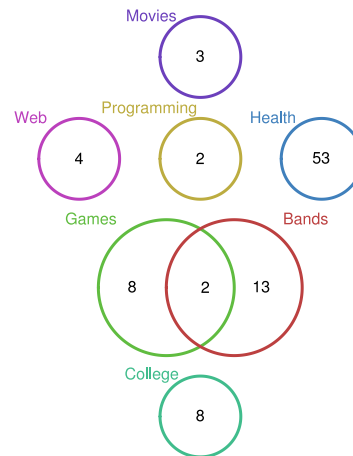 Movies
3
Programming
Web
Health
4
2
53
Games
Bands
8
2
13
College
8